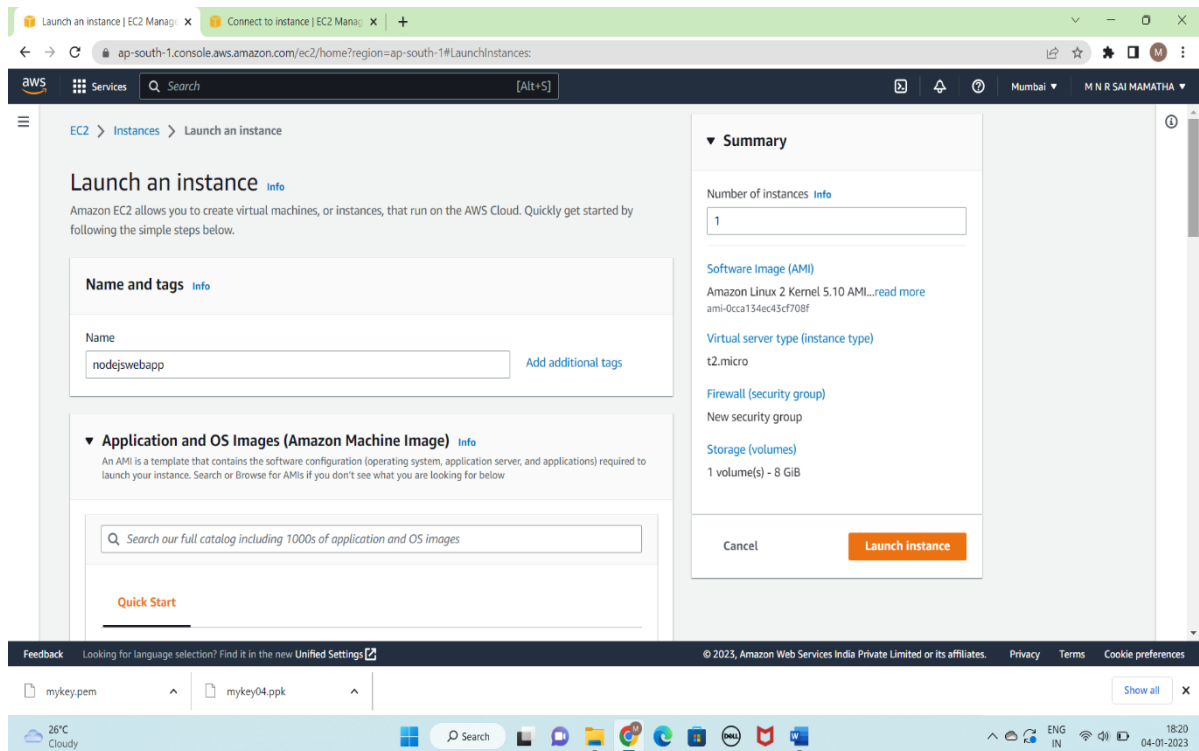 Launch an instance | EC2 Manage
Connect to instance | EC2 Manag
ap-south-1.console.aws.amazon.com/ec2/home?region=ap-south-1#LaunchInstances:
M
aws
Services
Search
[Alt+S]
Mumbai
M N R SAI MAMATHA
EC2
Instances
Launch an instance
Launch an instance Info
Amazon EC2 allows you to create virtual machines, or instances, that run on the AWS Cloud. Quickly get started by
following the simple steps below.
Name and tags Info
Name
nodejswebapp
Add additional tags
Application and OS Images (Amazon Machine Image) Info
An AMI is a template that contains the software configuration (operating system, application server, and applications) required to
launch your instance. Search or Browse for AMIs if you don't see what you are looking for below
Search our full catalog including 1000s of application and OS images
Quick Start
Summary
Number of instances Info
1
Software Image (AMI)
Amazon Linux 2 Kernel 5.10 AMI...read more
ami-0cca134ec43cf708f
Virtual server type (instance type)
t2.micro
Firewall (security group)
New security group
Storage (volumes)
1 volume(s) - 8 GiB
Cancel
Launch instance
Feedback
Looking for language selection? Find it in the new Unified Settings
© 2023, Amazon Web Services India Private Limited or its affiliates.
Privacy
Terms
Cookie preferences
mykey.pem
mykey04.ppk
Show all
26°C
Cloudy
Search
M
DELL
W
ENG
IN
18:20
04-01-2023